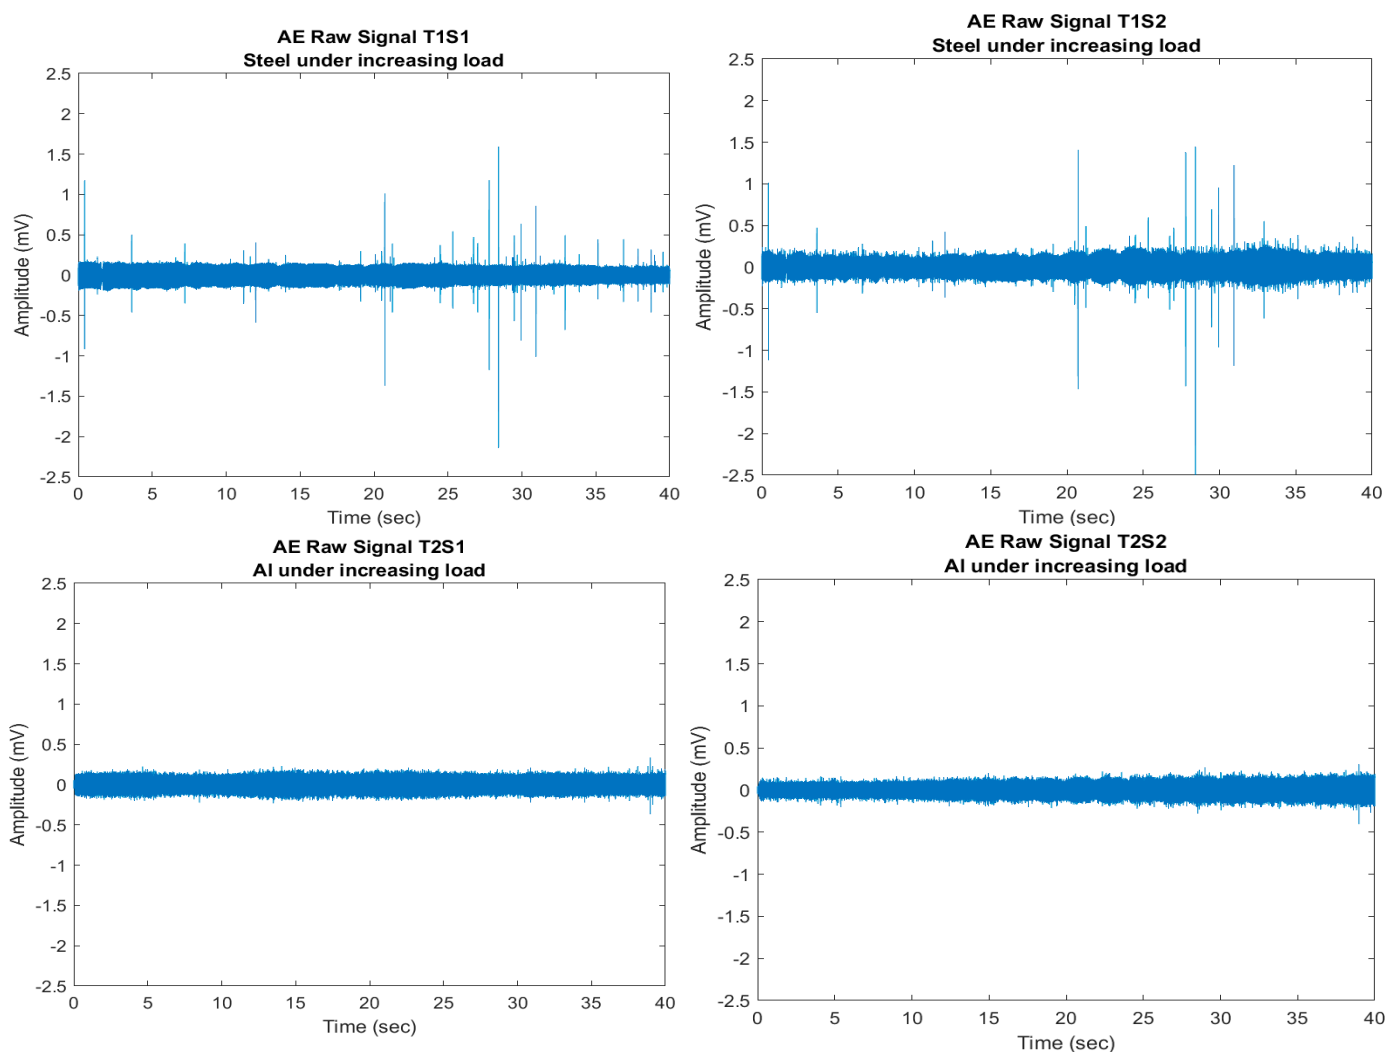 AE Raw Signal T1S1
Steel under increasing load
2.5
2
1.5
1
0.5
0
-0.5
-1
-1.5
-2
-2.5
Amplitude (mV)
0 5 10 15 20 25 30 35 40
Time (sec)
AE Raw Signal T1S2
Steel under increasing load
2.5
2
1.5
1
0.5
0
-0.5
-1
-1.5
-2
-2.5
Amplitude (mV)
0 5 10 15 20 25 30 35 40
Time (sec)
AE Raw Signal T2S1
Al under increasing load
2.5
2
1.5
1
0.5
0
-0.5
-1
-1.5
-2
-2.5
Amplitude (mV)
0 5 10 15 20 25 30 35 40
Time (sec)
AE Raw Signal T2S2
Al under increasing load
2.5
2
1.5
1
0.5
0
-0.5
-1
-1.5
-2
-2.5
Amplitude (mV)
0 5 10 15 20 25 30 35 40
Time (sec)